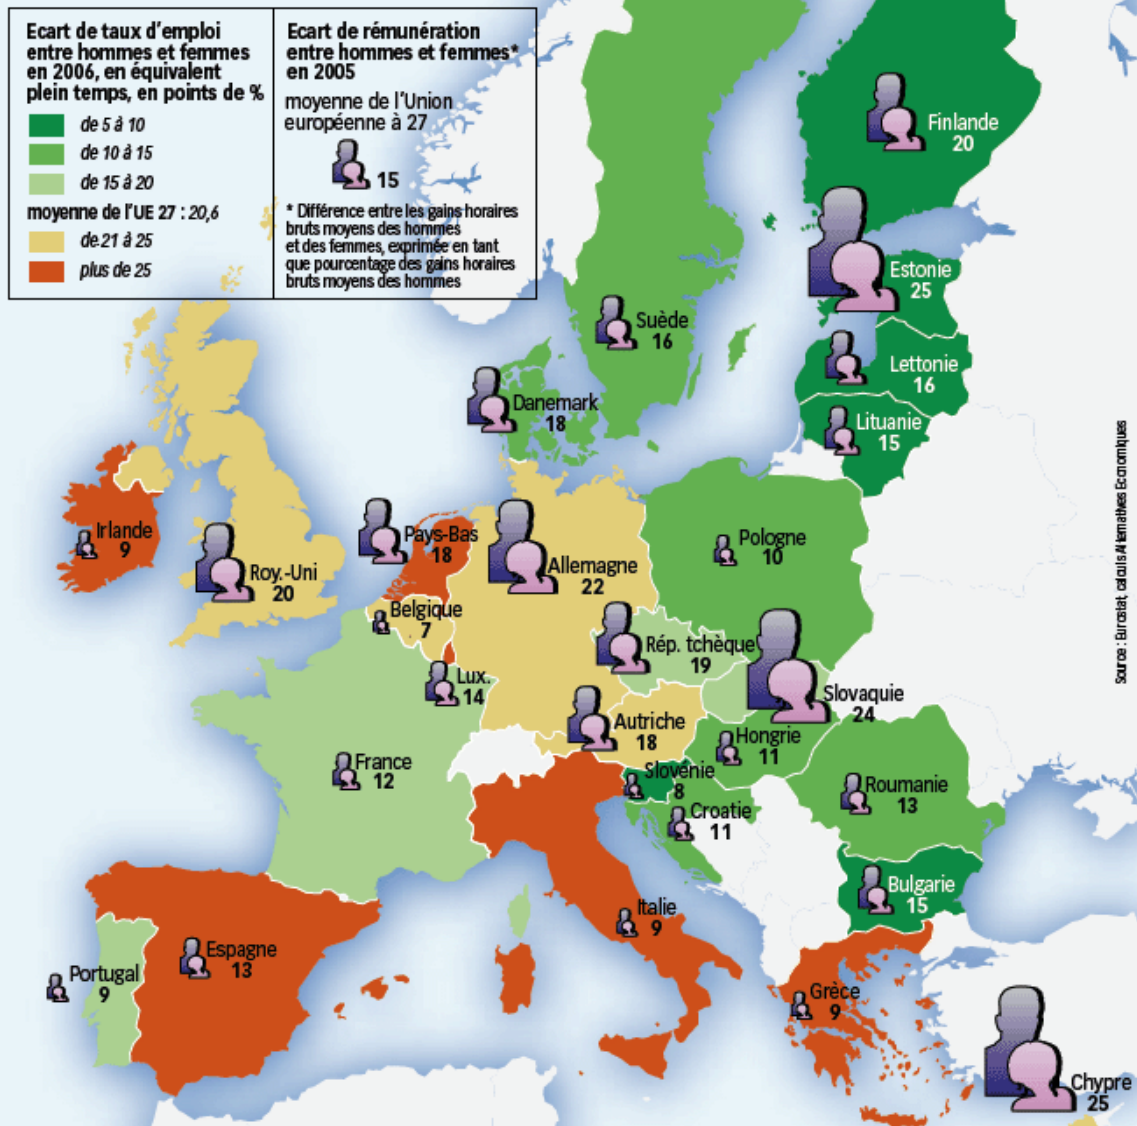 Ecart de taux d'emploi
entre hommes et femmes
en 2006, en équivalent
plein temps, en points de %
de 5 à 10
de 10 à 15
de 15 à 20
moyenne de l'UE 27 : 20,6
de 21 à 25
plus de 25
Ecart de rémunération
entre hommes et femmes*
en 2005
moyenne de l'Union
européenne à 27
15
* Différence entre les gains horaires
bruts moyens des hommes
et des femmes, exprimée en tant
que pourcentage des gains horaires
bruts moyens des hommes
Finlande
20
Estonie
25
Suède
16
Lettonie
16
Danemark
18
Lituanie
15
Irlande
9
Pays-Bas
18
Pologne
10
Roy.-Uni
20
Allemagne
22
Belgique
7
Rép. tchèque
19
Lux.
14
Slovaquie
24
Autriche
18
Hongrie
11
France
12
Slovénie
8
Roumanie
13
Croatie
11
Bulgarie
15
Italie
9
Espagne
13
Portugal
9
Grèce
9
Chypre
25
Source : Eurostat, calculs Alternatives Economiques